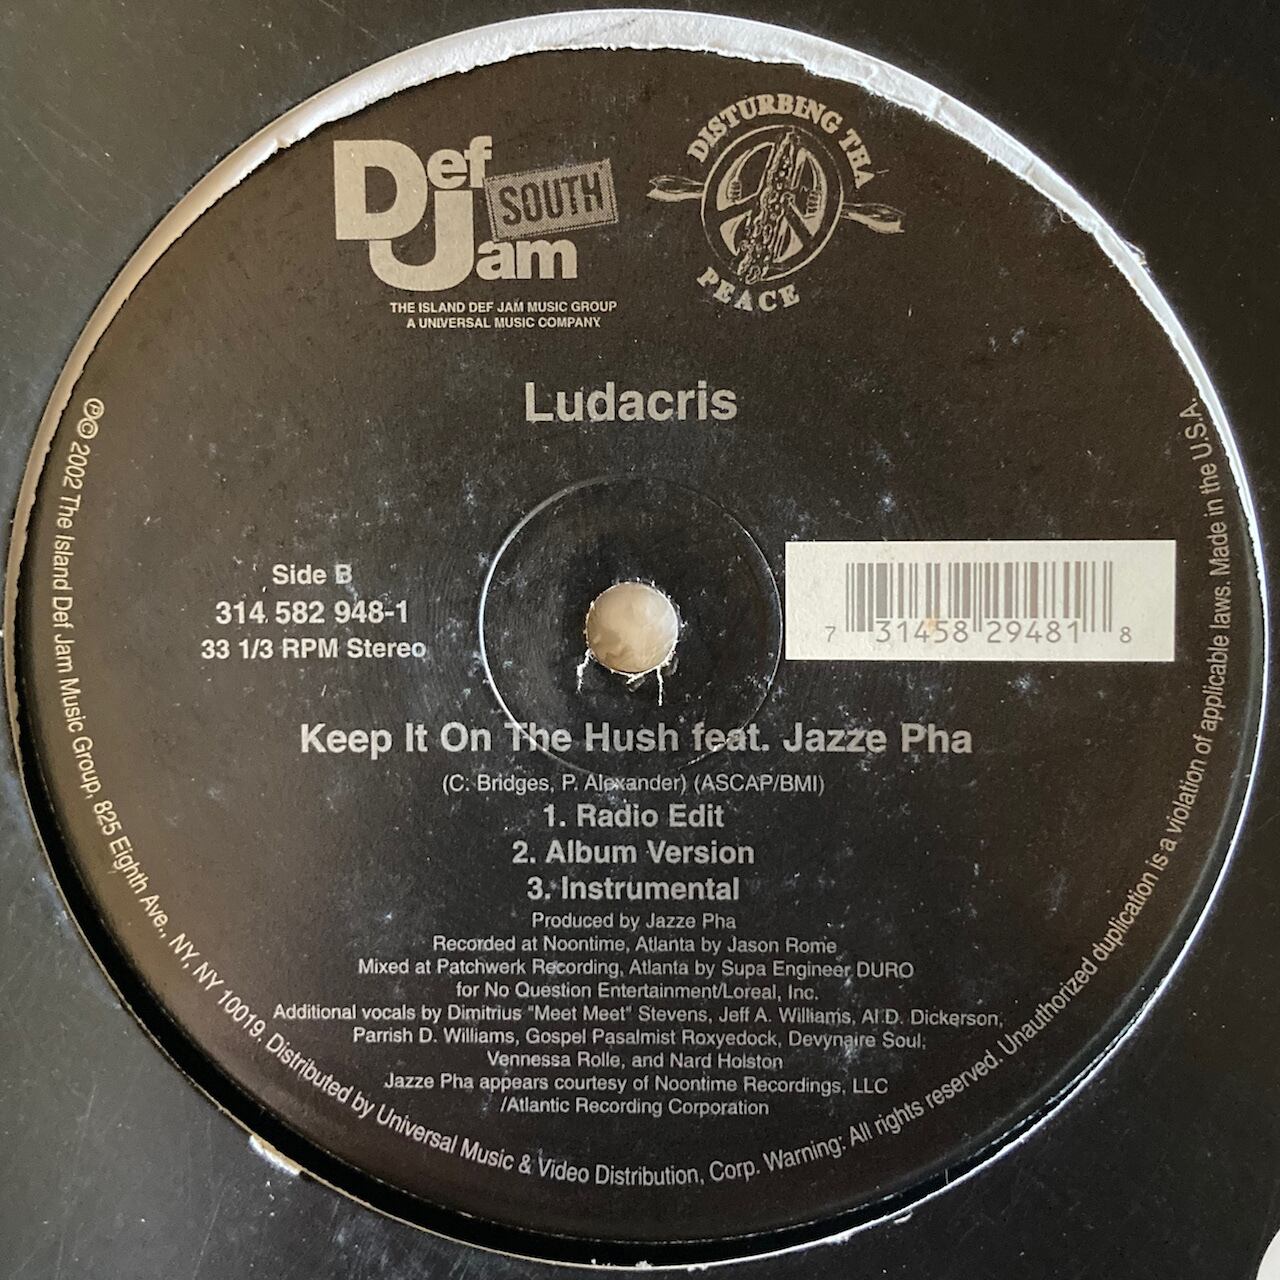 Def Jam SOUTH
DISTURBING THA PEACE
THE ISLAND DEF JAM MUSIC GROUP
A UNIVERSAL MUSIC COMPANY
Ludacris
Side B
314 582 948-1
33 1/3 RPM Stereo
7 31458 29481 8
Keep It On The Hush feat. Jazze Pha
(C. Bridges, P. Alexander) (ASCAP/BMI)
1. Radio Edit
2. Album Version
3. Instrumental
Produced by Jazze Pha
Recorded at Noontime, Atlanta by Jason Rome
Mixed at Patchwerk Recording, Atlanta by Supa Engineer DURO
for No Question Entertainment/Loreal, Inc.
Additional vocals by Dimitrius "Meet Meet" Stevens, Jeff A. Williams, Al D. Dickerson,
Parrish D. Williams, Gospel Pasalmist Roxyedock, Devynaire Soul,
Vennessa Rolle, and Nard Holston
Jazze Pha appears courtesy of Noontime Recordings, LLC
/Atlantic Recording Corporation
℗© 2002 The Island Def Jam Music Group, 825 Eighth Ave., NY, NY 10019. Distributed by Universal Music & Video Distribution, Corp. Warning: All rights reserved. Unauthorized duplication is a violation of applicable laws. Made in the U.S.A.